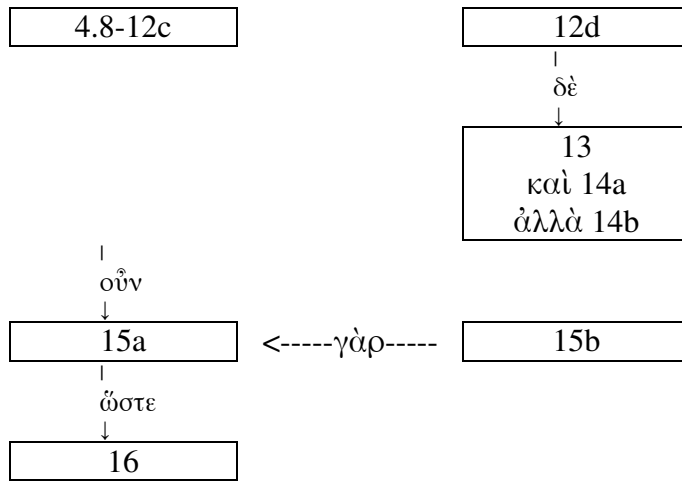 4.8-12c 12d
δὲ
13
καὶ 14a
ἀλλὰ 14b
οὖν
15a <-----γὰρ----- 15b
ὥστε
16